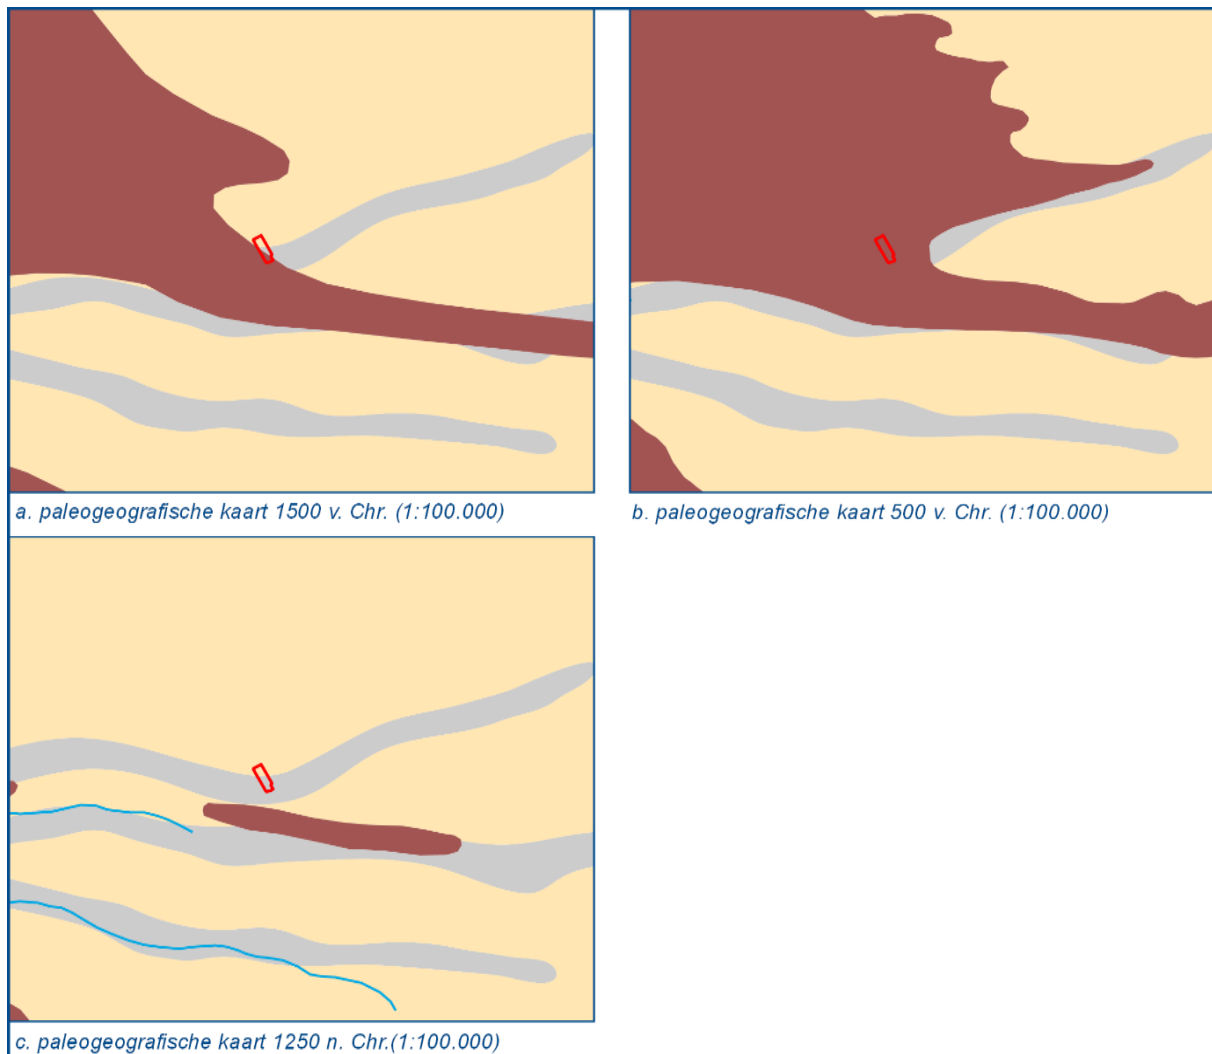 a. paleogeografische kaart 1500 v. Chr. (1:100.000)
b. paleogeografische kaart 500 v. Chr. (1:100.000)
c. paleogeografische kaart 1250 n. Chr.(1:100.000)